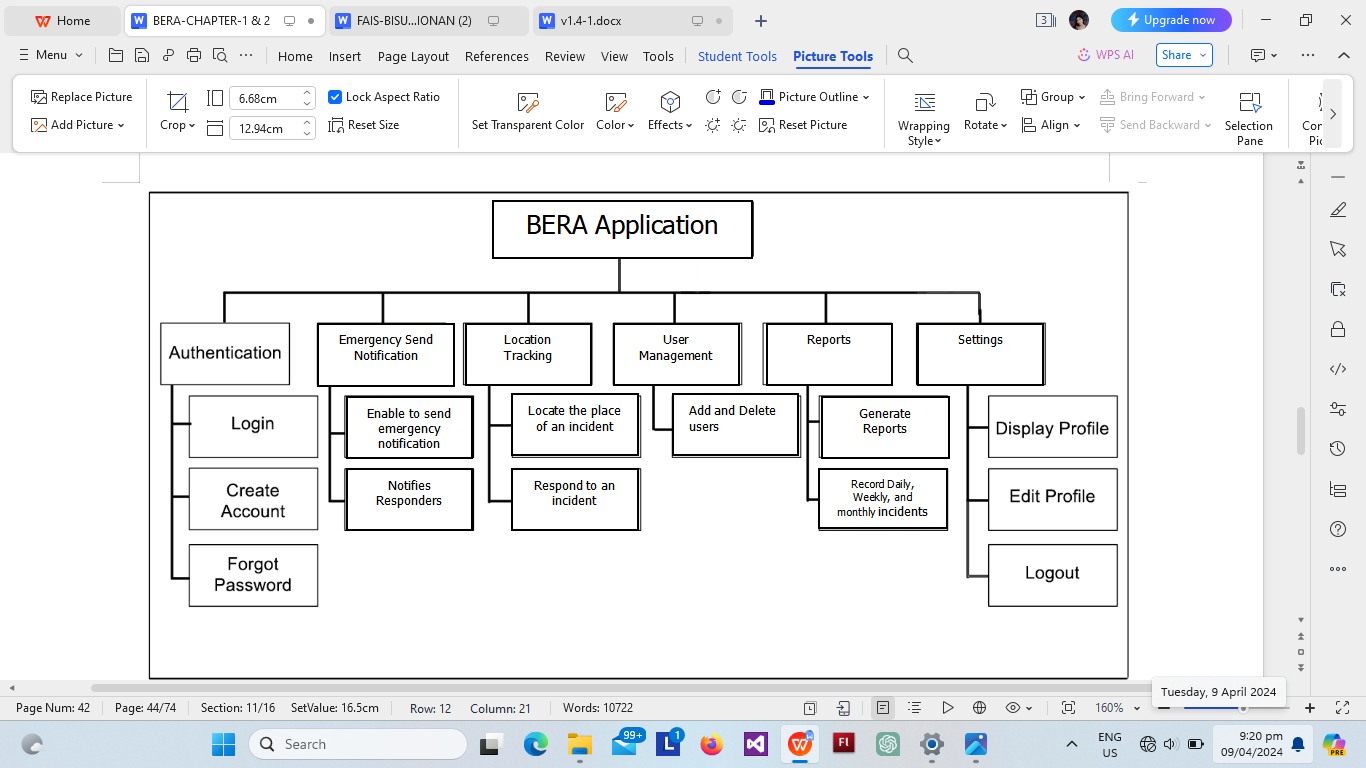 Home
BERA-CHAPTER-1 & 2
FAIS-BISU...IONAN (2)
v1.4-1.docx
3
Upgrade now
Menu
Home
Insert
Page Layout
References
Review
View
Tools
Student Tools
Picture Tools
WPS AI
Share
Replace Picture
Add Picture
Crop
6.68cm
12.94cm
Lock Aspect Ratio
Reset Size
Set Transparent Color
Color
Effects
Picture Outline
Reset Picture
Wrapping
Style
Rotate
Group
Align
Bring Forward
Send Backward
Selection
Pane
BERA Application
Authentication
Login
Create
Account
Forgot
Password
Emergency Send
Notification
Enable to send
emergency
notification
Notifies
Responders
Location
Tracking
Locate the place
of an incident
Respond to an
incident
User
Management
Add and Delete
users
Reports
Generate
Reports
Record Daily,
Weekly, and
monthly incidents
Settings
Display Profile
Edit Profile
Logout
Tuesday, 9 April 2024
Page Num: 42
Page: 44/74
Section: 11/16
SetValue: 16.5cm
Row: 12
Column: 21
Words: 10722
160%
Search
99+
1
ENG
US
9:20 pm
09/04/2024
PRE